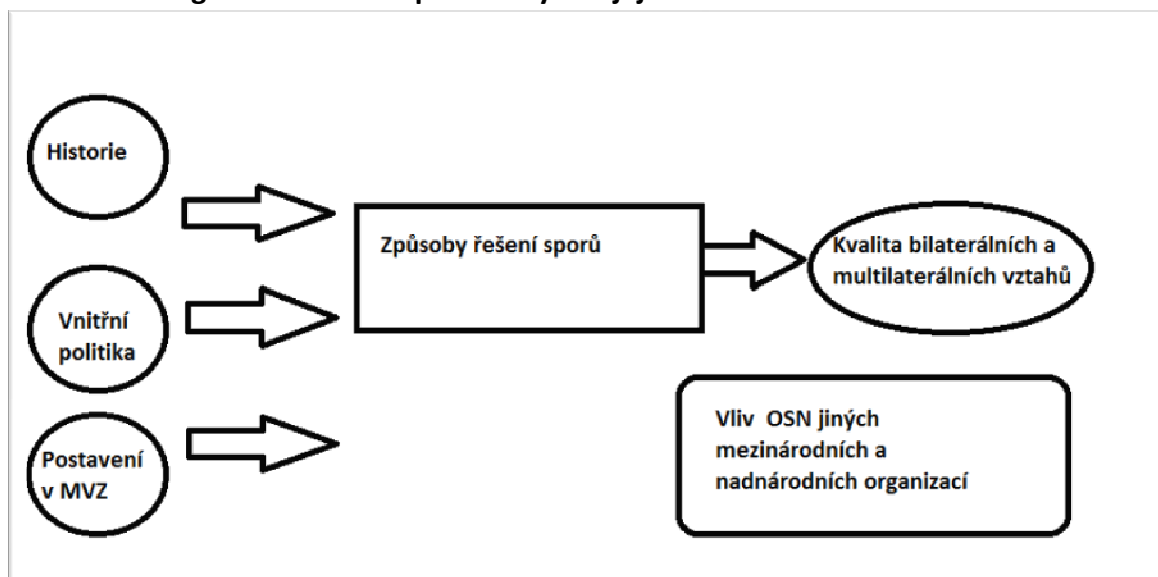 Historie
Způsoby řešení sporů
Kvalita bilaterálních a
multilaterálních vztahů
Vnitřní
politika
Postavení
v MVZ
Vliv  OSN jiných
mezinárodních a
nadnárodních organizací